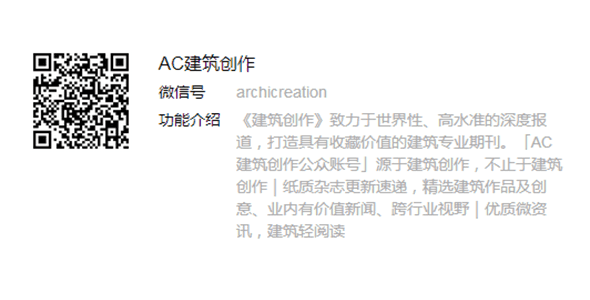 AC建筑创作
微信号 archicreation
功能介绍 《建筑创作》致力于世界性、高水准的深度报
道，打造具有收藏价值的建筑专业期刊。「AC
建筑创作公众账号」源于建筑创作，不止于建筑
创作｜纸质杂志更新速递，精选建筑作品及创
意、业内有价值新闻、跨行业视野｜优质微资
讯，建筑轻阅读